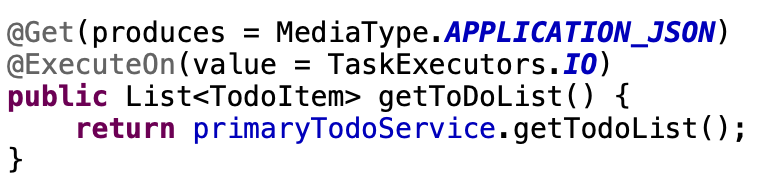 @Get(produces = MediaType.APPLICATION_JSON)
@ExecuteOn(value = TaskExecutors.IO)
public List<TodoItem> getToDoList() {
    return primaryTodoService.getTodoList();
}